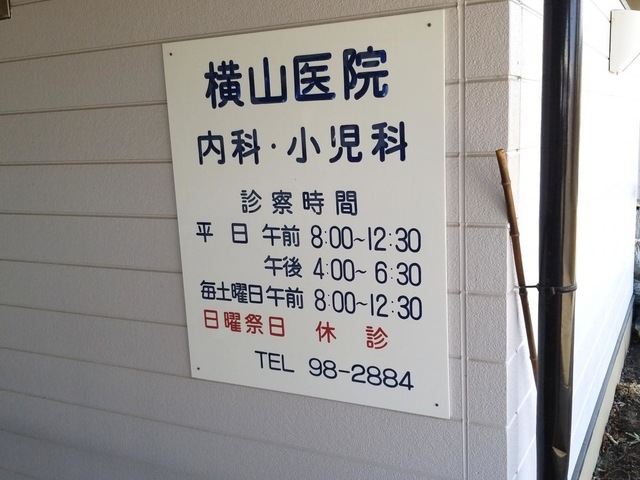 横山医院
内科・小児科
診察時間
平日 午前 8:00~12:30
午後 4:00~6:30
毎土曜日午前 8:00~12:30
日曜祭日 休診
TEL 98-2884